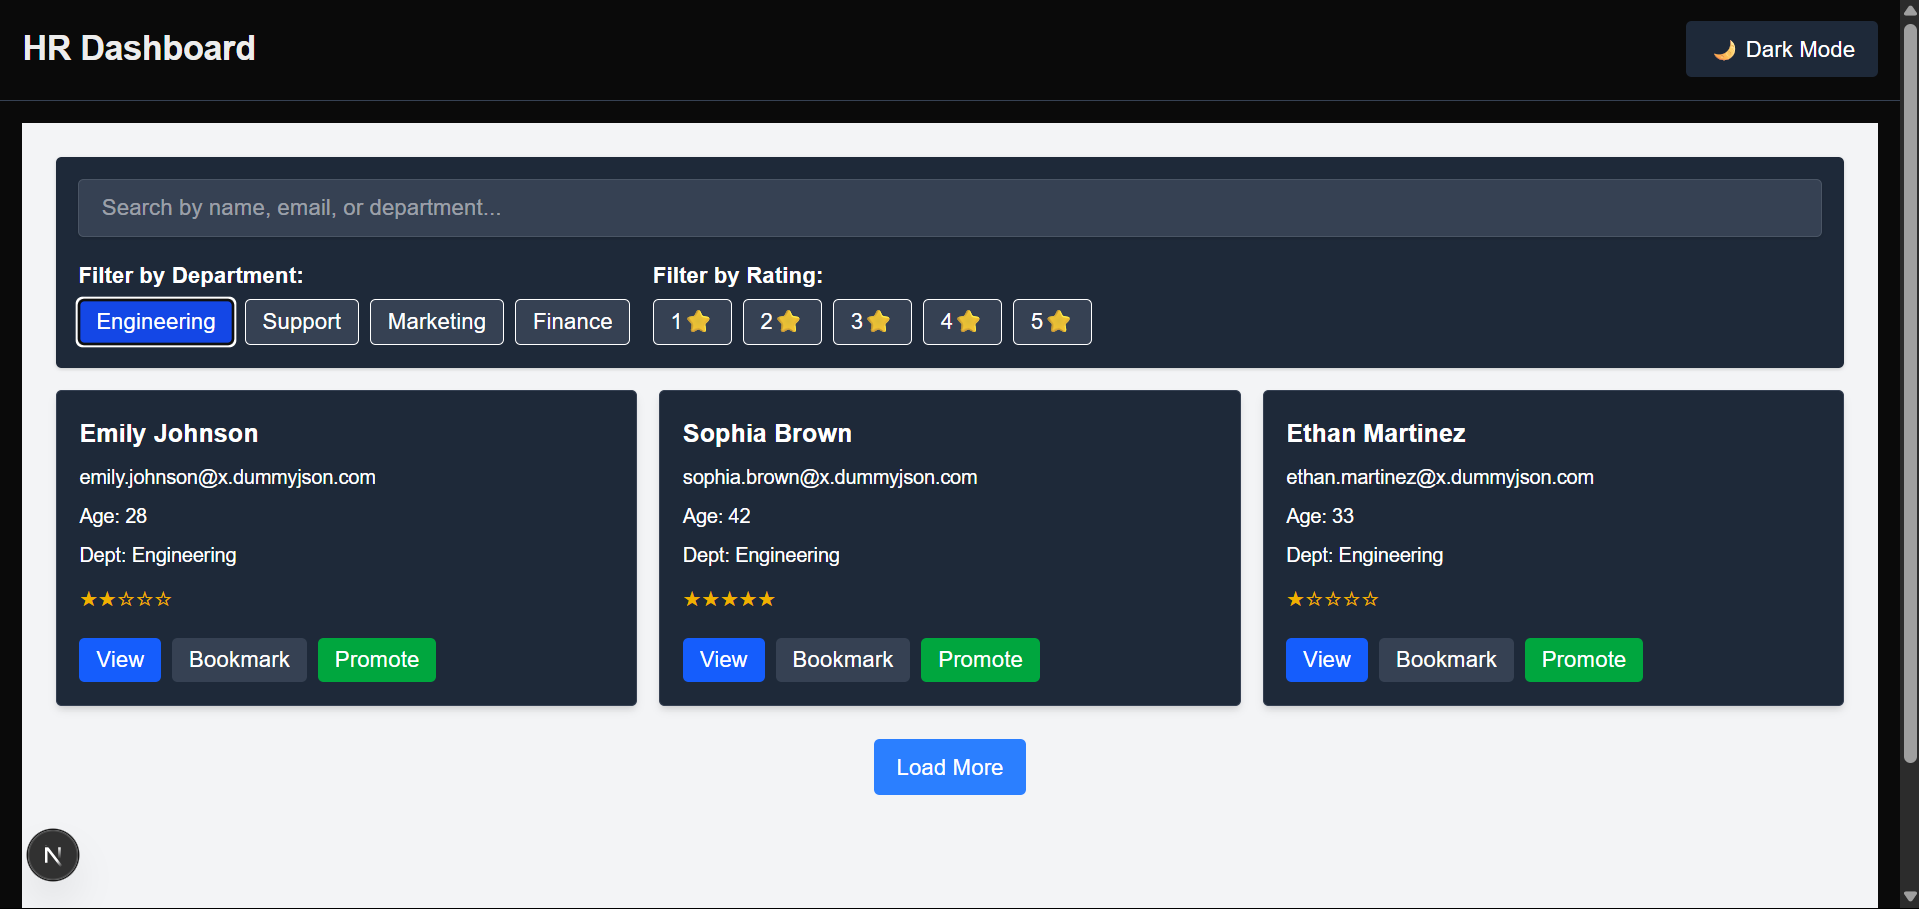 HR Dashboard
🌙 Dark Mode
Search by name, email, or department...
Filter by Department:
Engineering Support Marketing Finance
Filter by Rating:
1⭐ 2⭐ 3⭐ 4⭐ 5⭐
Emily Johnson
emily.johnson@x.dummyjson.com
Age: 28
Dept: Engineering
★★☆☆☆
View Bookmark Promote
Sophia Brown
sophia.brown@x.dummyjson.com
Age: 42
Dept: Engineering
★★★★★
View Bookmark Promote
Ethan Martinez
ethan.martinez@x.dummyjson.com
Age: 33
Dept: Engineering
★☆☆☆☆
View Bookmark Promote
Load More
N